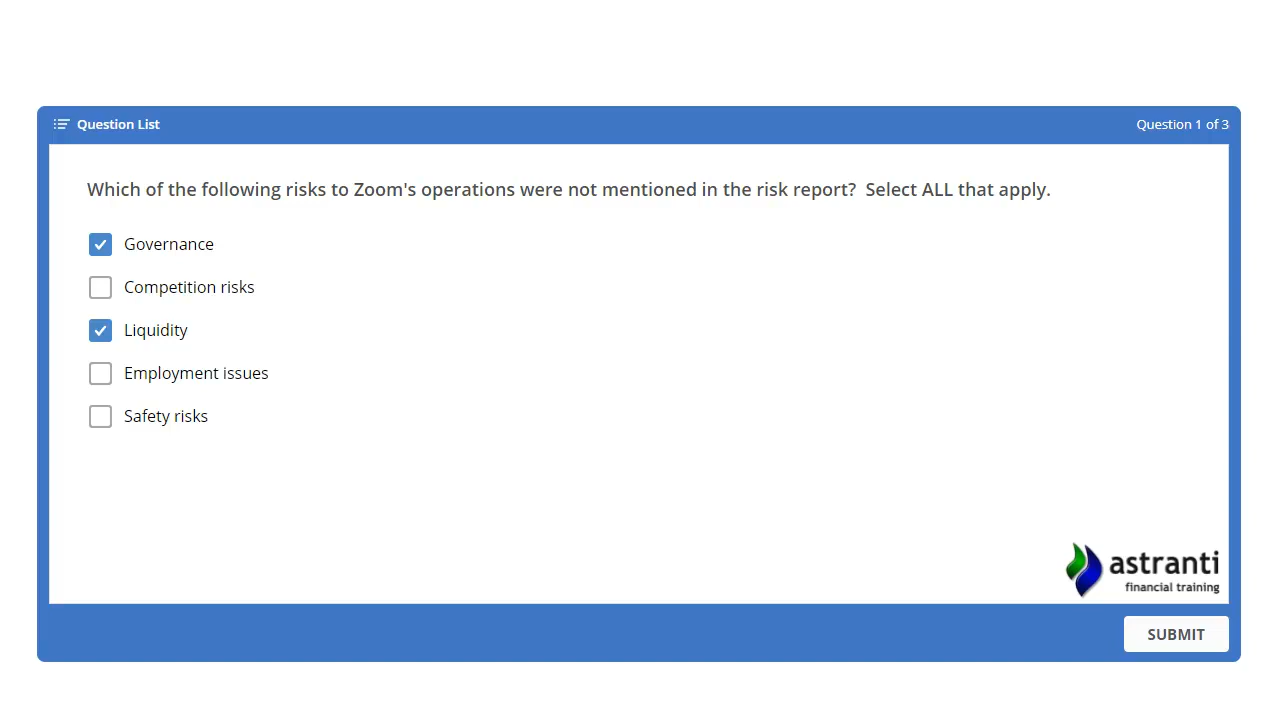 Question List
Question 1 of 3
Which of the following risks to Zoom's operations were not mentioned in the risk report?  Select ALL that apply.
Governance
Competition risks
Liquidity
Employment issues
Safety risks
astranti
financial training
SUBMIT